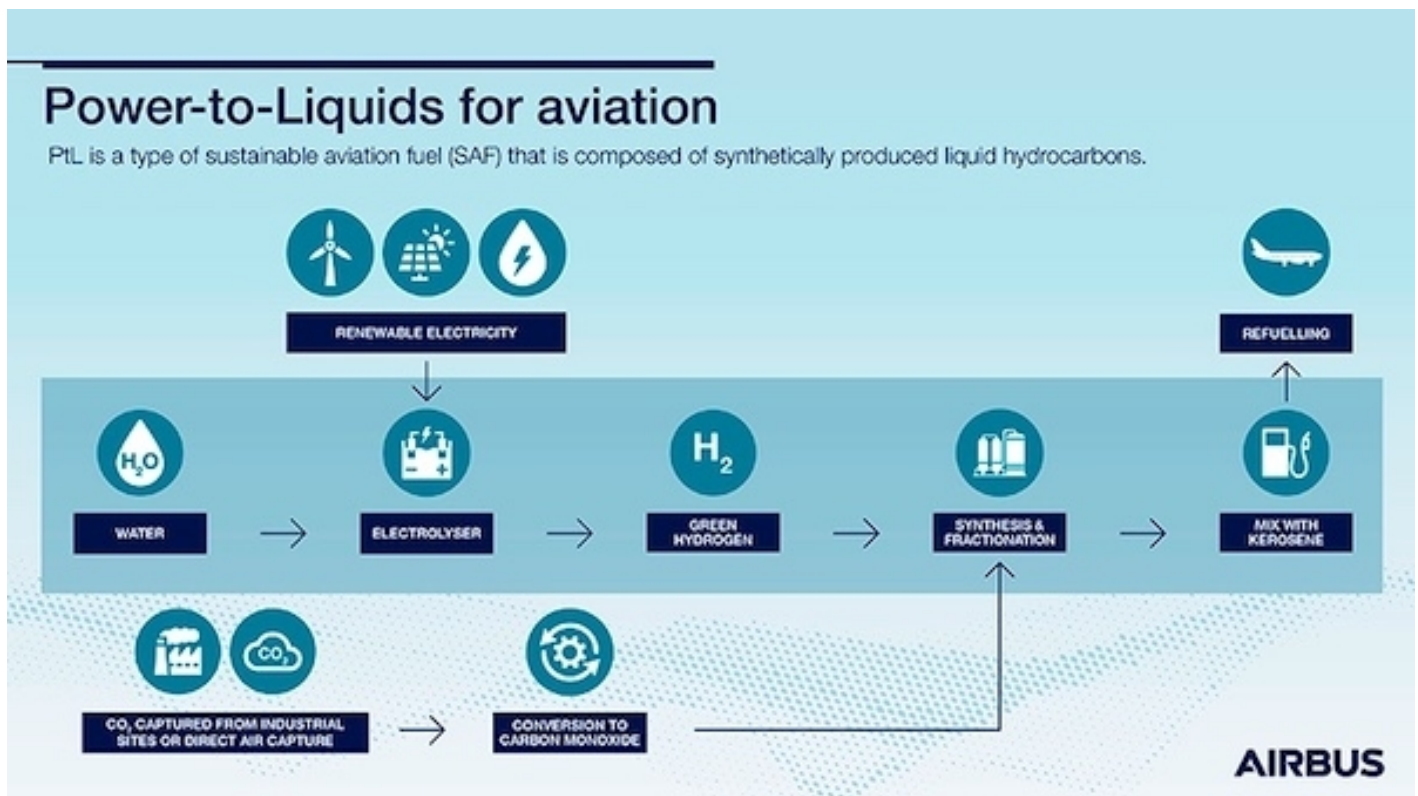 Power-to-Liquids for aviation
PtL is a type of sustainable aviation fuel (SAF) that is composed of synthetically produced liquid hydrocarbons.
RENEWABLE ELECTRICITY
REFUELLING
H₂O
H₂
WATER
ELECTROLYSER
GREEN
HYDROGEN
SYNTHESIS &
FRACTIONATION
MIX WITH
KEROSENE
CO₂
CO₂ CAPTURED FROM INDUSTRIAL
SITES OR DIRECT AIR CAPTURE
CONVERSION TO
CARBON MONOXIDE
AIRBUS